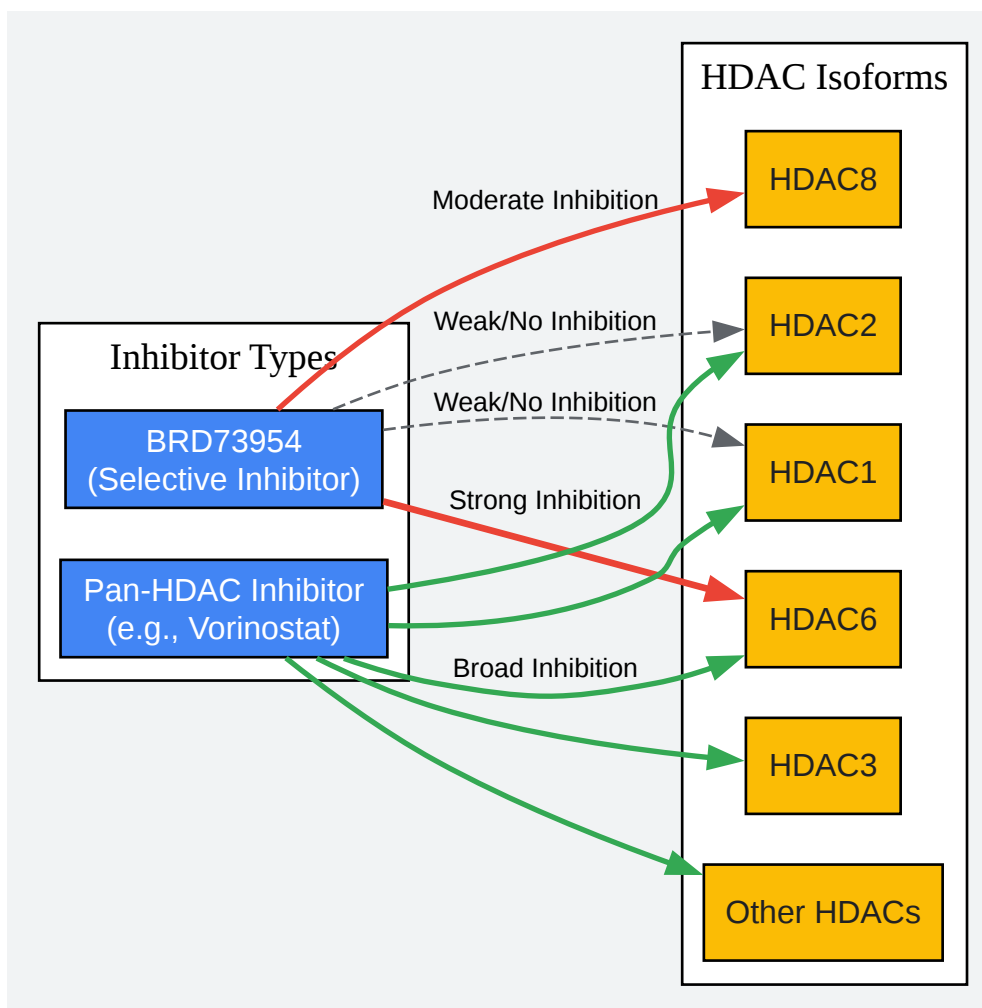 HDAC Isoforms
HDAC8
Moderate Inhibition
HDAC2
Weak/No Inhibition
Inhibitor Types
Weak/No Inhibition
BRD73954
(Selective Inhibitor)
HDAC1
Strong Inhibition
Pan-HDAC Inhibitor
(e.g., Vorinostat)
HDAC6
Broad Inhibition
HDAC3
Other HDACs